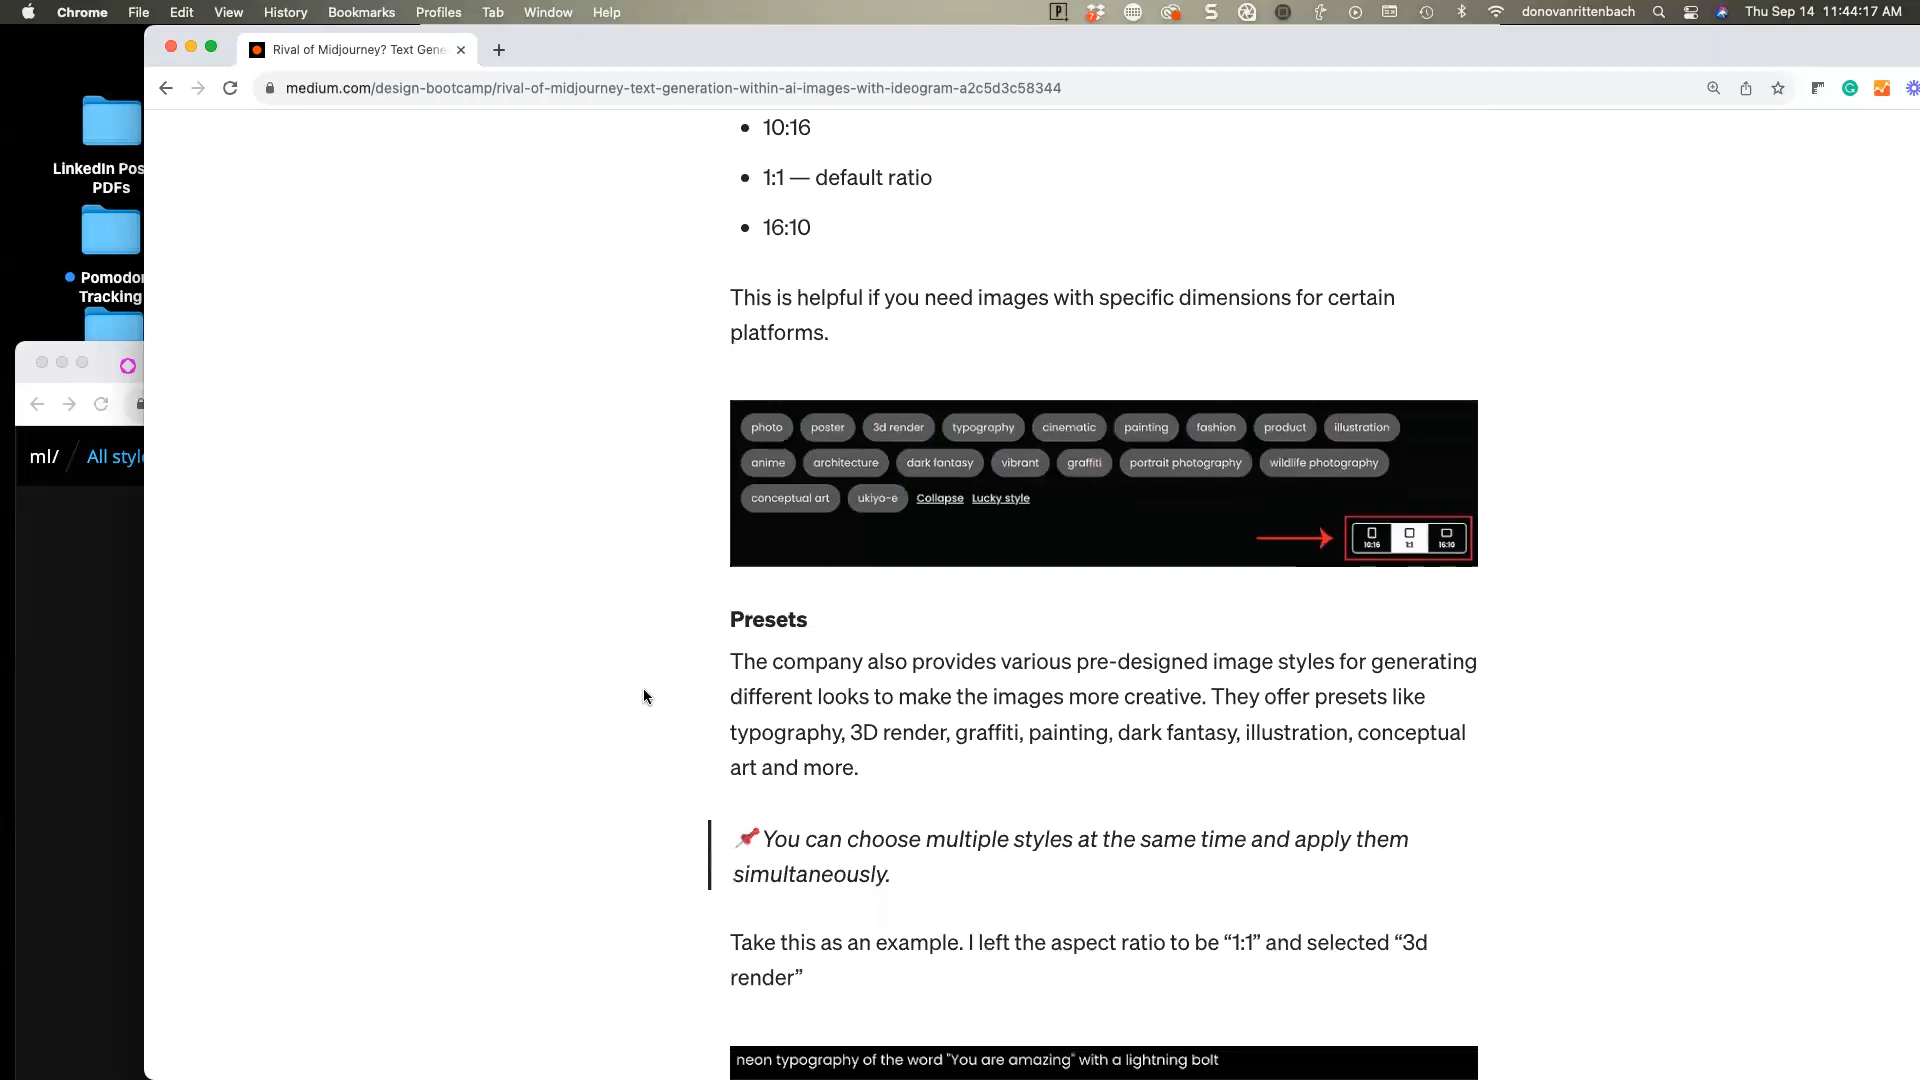 Chrome File Edit View History Bookmarks Profiles Tab Window Help
donovanrittenbach Thu Sep 14 11:44:17 AM
Rival of Midjourney? Text Gene
medium.com/design-bootcamp/rival-of-midjourney-text-generation-within-ai-images-with-ideogram-a2c5d3c58344
LinkedIn Pos
PDFs
Pomodor
Tracking
ml/ All style
• 10:16
• 1:1 — default ratio
• 16:10
This is helpful if you need images with specific dimensions for certain
platforms.
photo poster 3d render typography cinematic painting fashion product illustration
anime architecture dark fantasy vibrant graffiti portrait photography wildlife photography
conceptual art ukiyo-e Collapse Lucky style
10:16 1:1 16:10
Presets
The company also provides various pre-designed image styles for generating
different looks to make the images more creative. They offer presets like
typography, 3D render, graffiti, painting, dark fantasy, illustration, conceptual
art and more.
📌You can choose multiple styles at the same time and apply them
simultaneously.
Take this as an example. I left the aspect ratio to be “1:1” and selected “3d
render”
neon typography of the word "You are amazing" with a lightning bolt